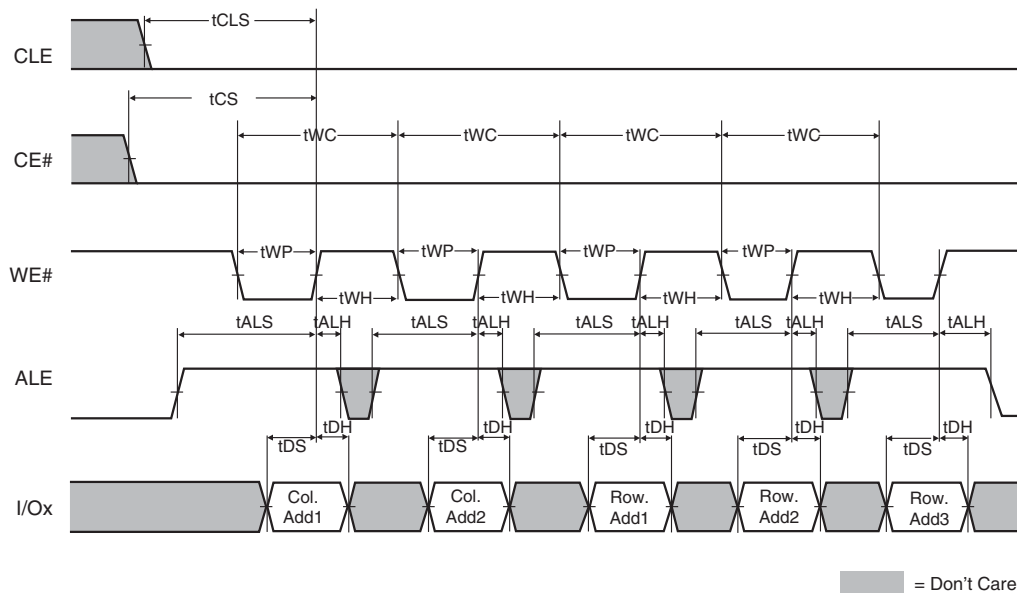 tCLS
CLE
tCS
tWC tWC tWC tWC
CE#
tWP tWP tWP tWP
WE#
tWH tWH tWH tWH
tALS tALH tALS tALH tALS tALH tALS tALH tALS tALH
ALE
tDH tDH tDH tDH tDH
tDS tDS tDS tDS tDS
I/Ox
Col. Add1
Col. Add2
Row. Add1
Row. Add2
Row. Add3
= Don't Care